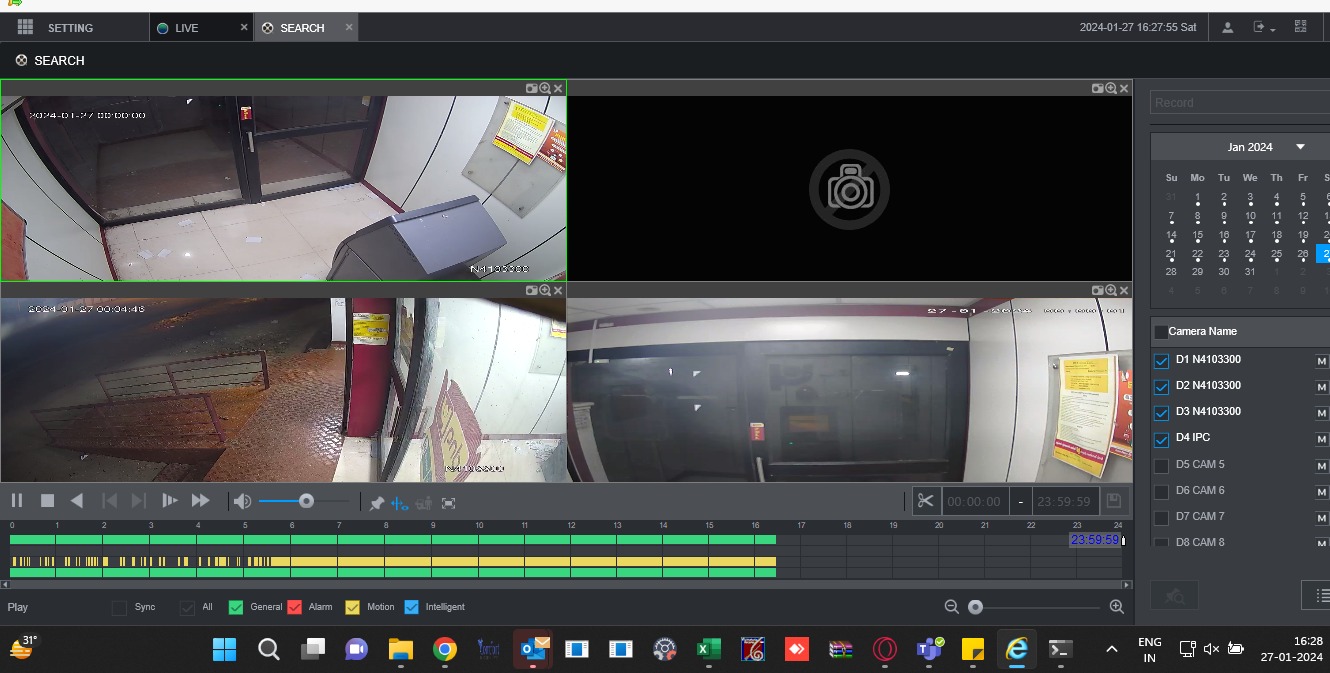 SETTING LIVE SEARCH 2024-01-27 16:27:55 Sat
SEARCH
2024-01-27 00:00:00
N4103300
2024-01-27 00:04:46
N4103300
Record
Jan 2024
Su Mo Tu We Th Fr S
31 1 2 3 4 5 6
7 8 9 10 11 12 1
14 15 16 17 18 19 2
21 22 23 24 25 26 2
28 29 30 31 1 2 3
4 5 6 7 8 9 1
Camera Name
D1 N4103300 M
D2 N4103300 M
D3 N4103300 M
D4 IPC M
D5 CAM 5 M
D6 CAM 6 M
D7 CAM 7 M
D8 CAM 8 M
00:00:00 - 23:59:59
0 1 2 3 4 5 6 7 8 9 10 11 12 13 14 15 16 17 18 19 20 21 22 23 24
23:59:59
Play Sync All General Alarm Motion Intelligent
31°
ENG
IN
16:28
27-01-2024